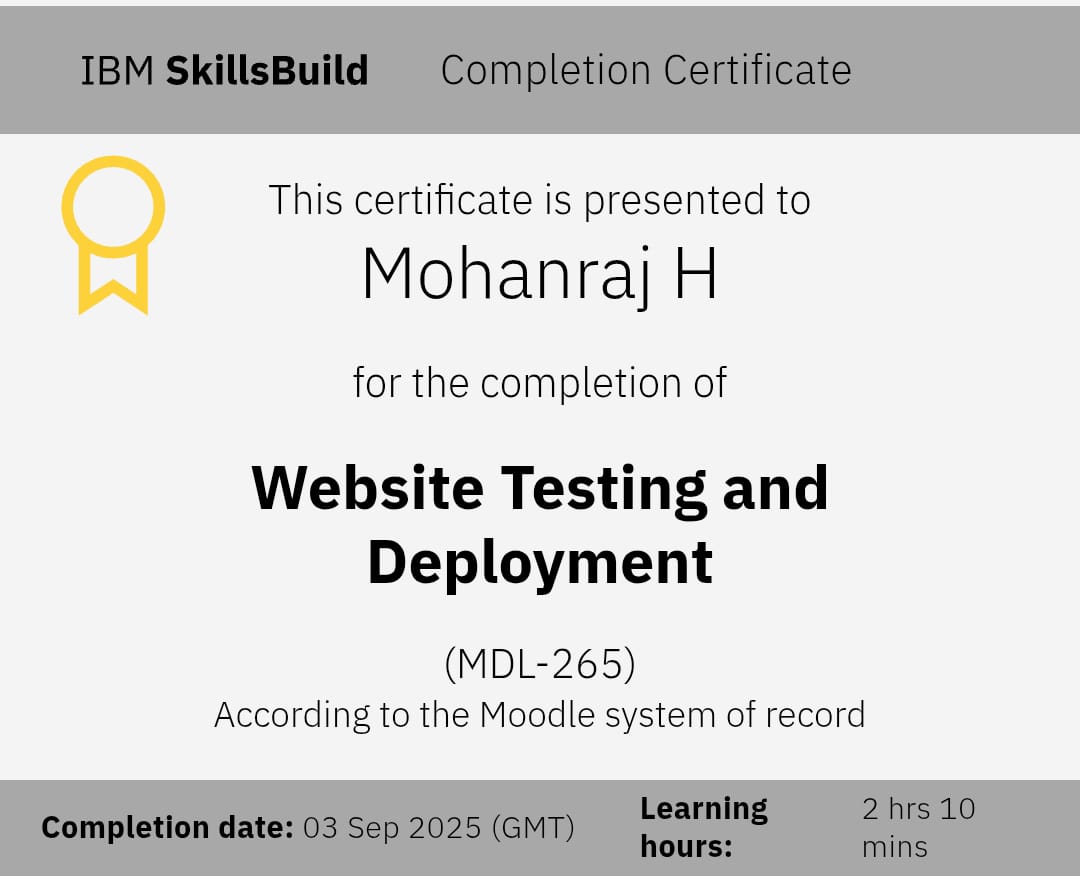 IBM SkillsBuild Completion Certificate
This certificate is presented to
Mohanraj H
for the completion of
Website Testing and
Deployment
(MDL-265)
According to the Moodle system of record
Completion date: 03 Sep 2025 (GMT)
Learning
hours:
2 hrs 10
mins